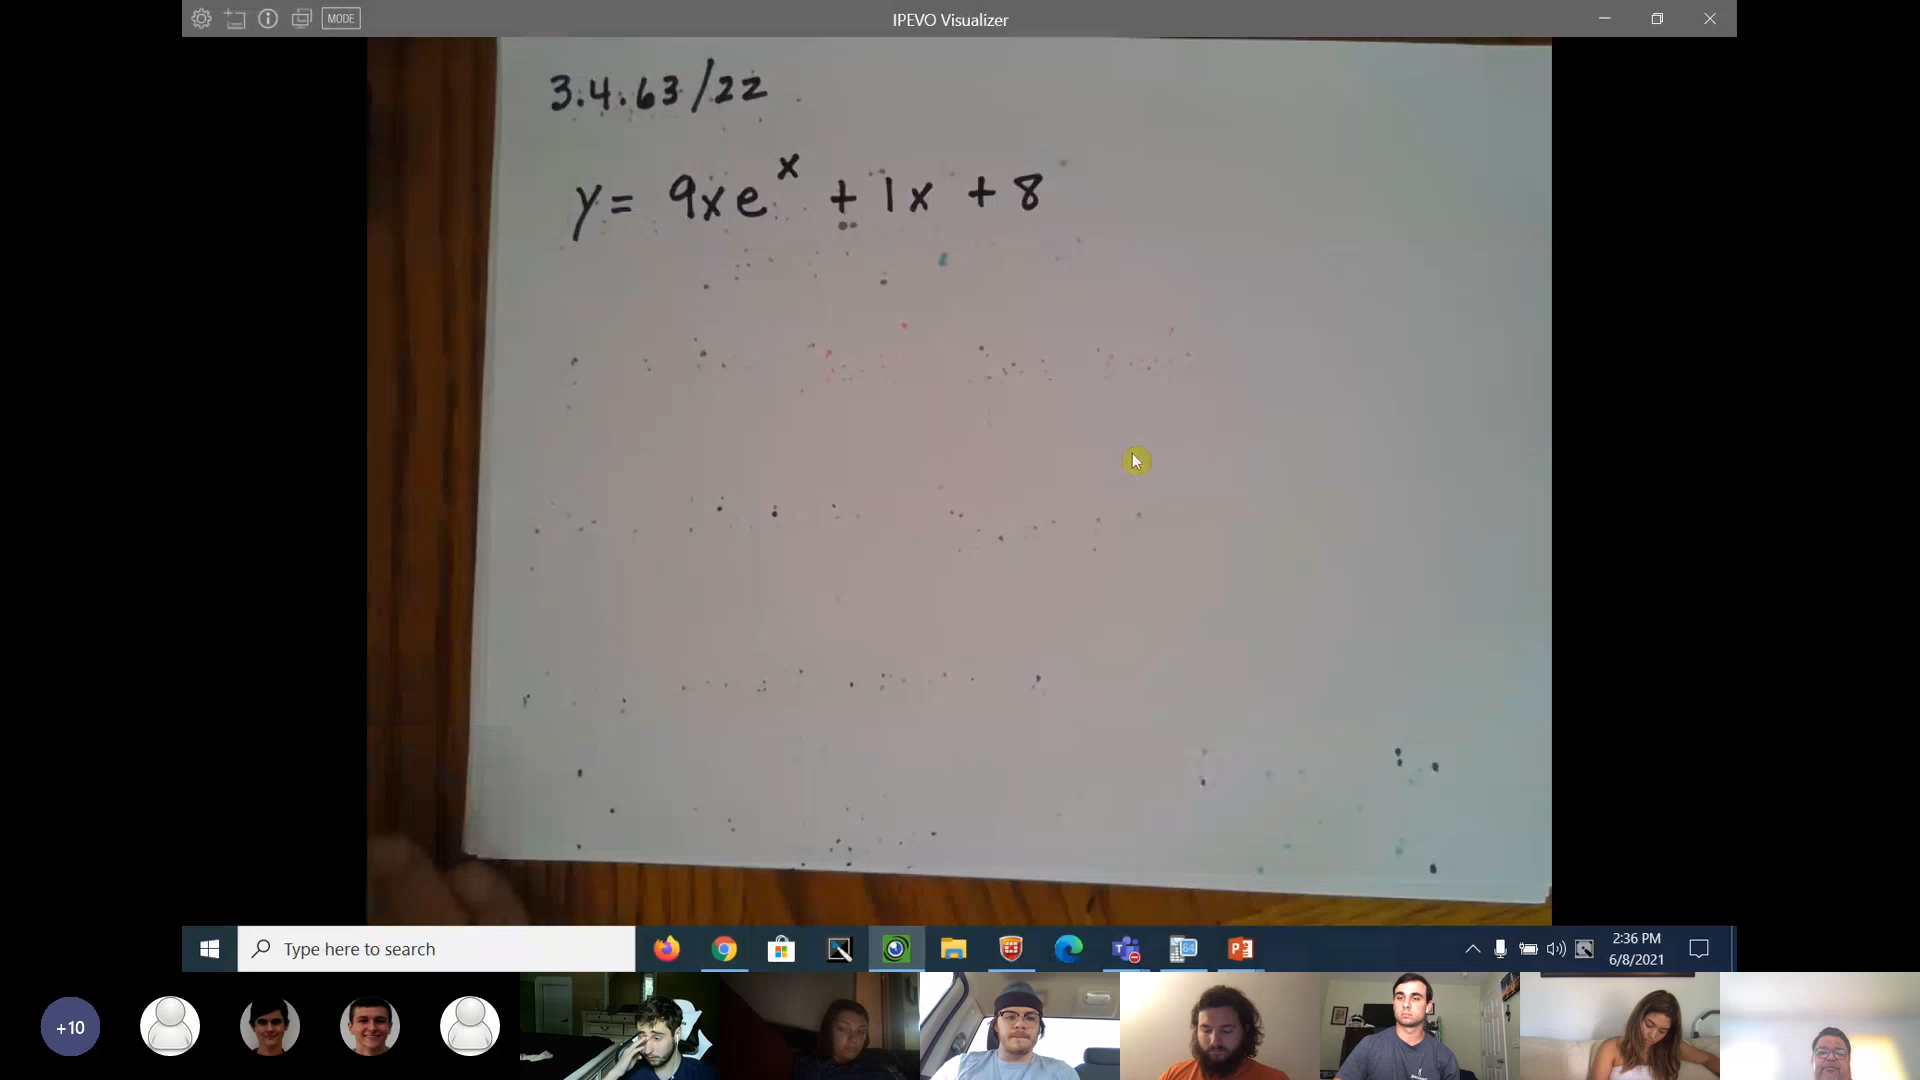 MODE
IPEVO Visualizer
3.4.63/22
y = 9xe^x + 1x + 8
Type here to search
2:36 PM
6/8/2021
+10